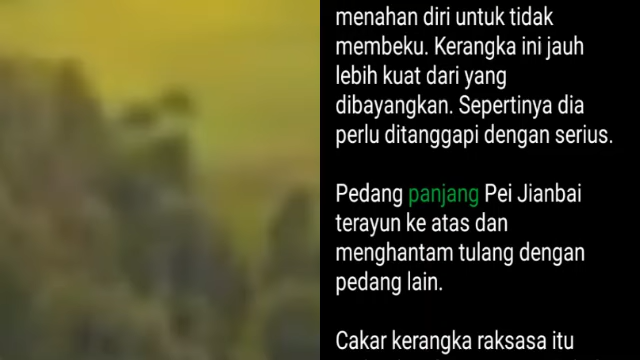 menahan diri untuk tidak
membeku. Kerangka ini jauh
lebih kuat dari yang
dibayangkan. Sepertinya dia
perlu ditanggapi dengan serius.
Pedang panjang Pei Jianbai
terayun ke atas dan
menghantam tulang dengan
pedang lain.
Cakar kerangka raksasa itu